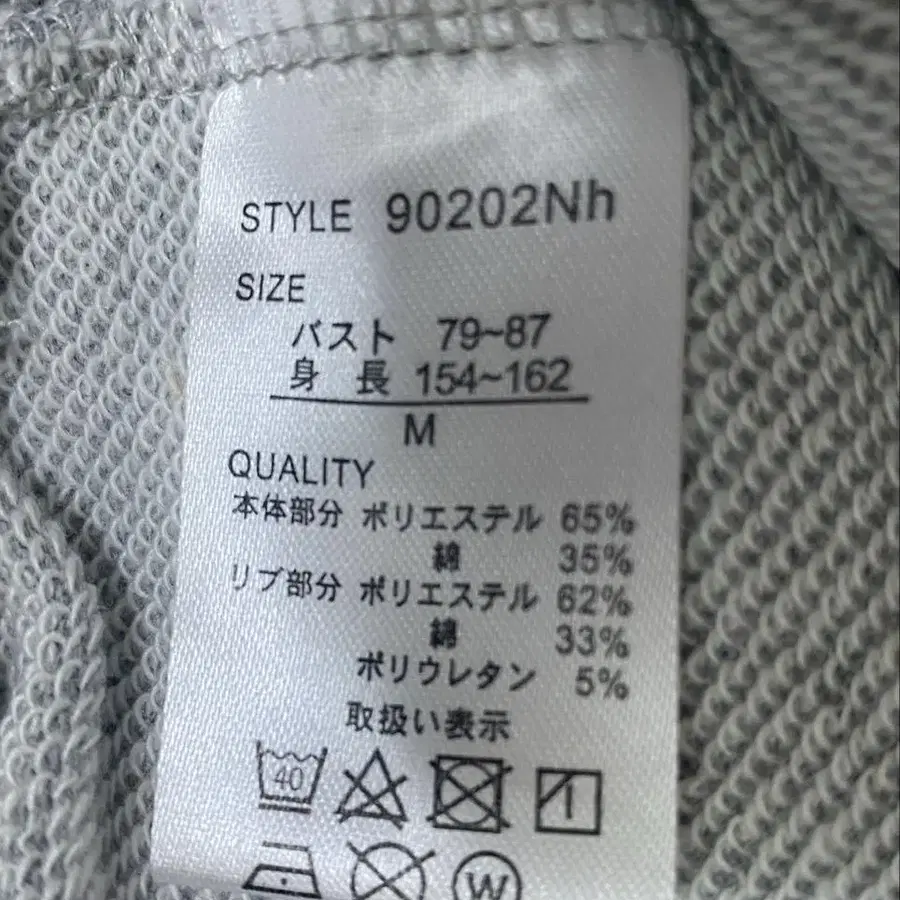 STYLE 90202Nh
SIZE
バスト 79~87
身 長 154~162
M
QUALITY
本体部分 ポリエステル 65%
綿 35%
リブ部分 ポリエステル 62%
綿 33%
ポリウレタン 5%
取扱い表示
40
W